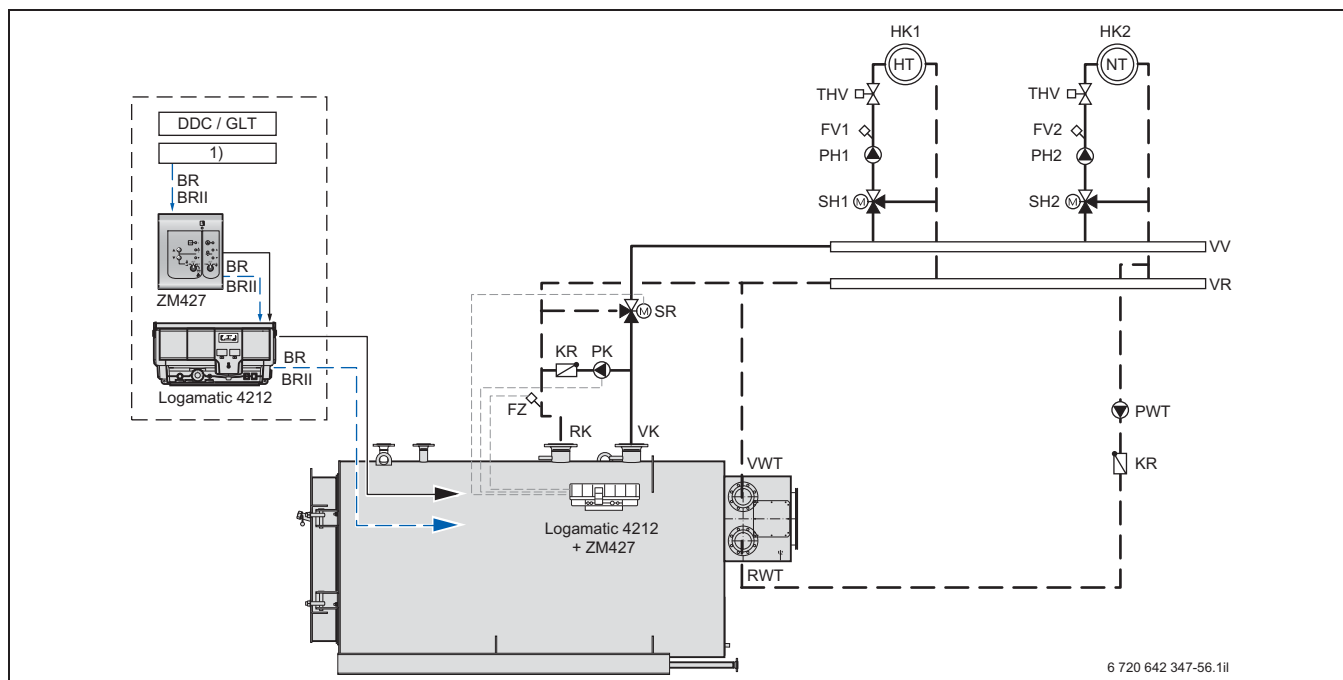 HK1
HK2
HT
NT
THV
THV
DDC / GLT
FV1
FV2
1)
PH1
PH2
BR
BRII
SH1
M
SH2
M
VV
BR
BRII
VR
ZM427
M
SR
KR
PK
BR
BRII
Logamatic 4212
FZ
PWT
RK
VK
VWT
KR
Logamatic 4212
+ ZM427
RWT
6 720 642 347-56.1il